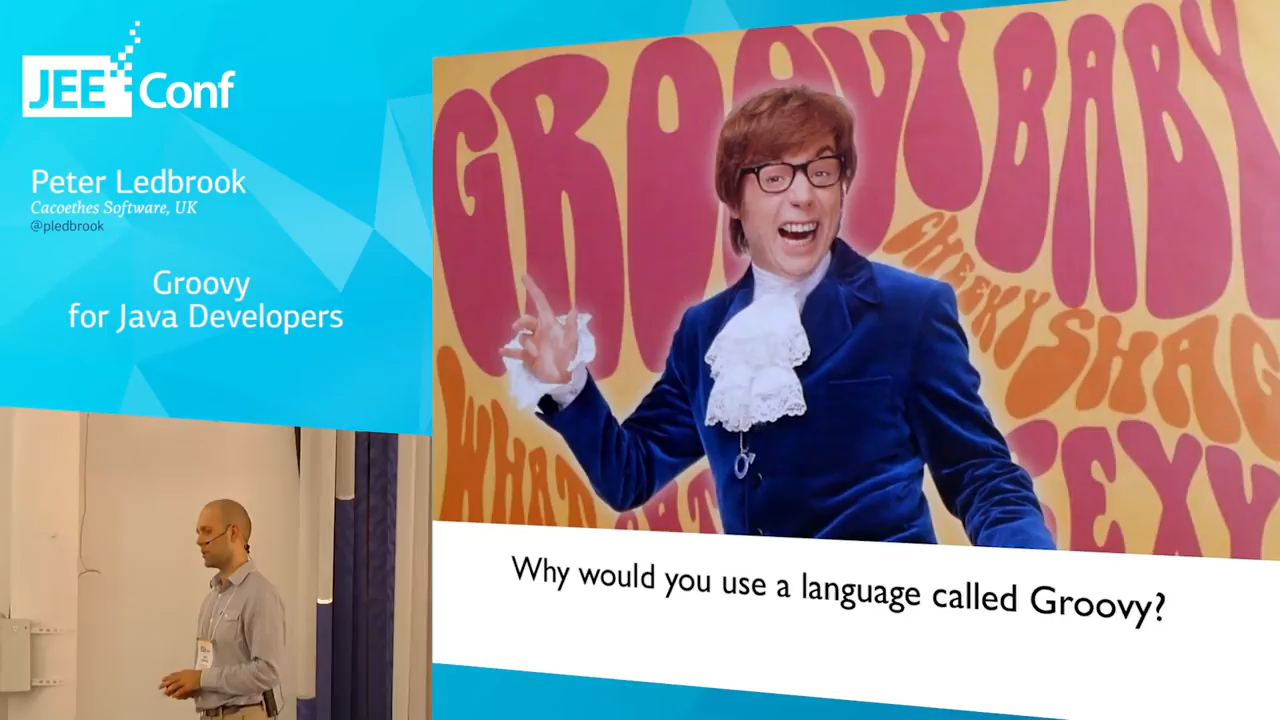 JEE Conf
Peter Ledbrook
Cacoethes Software, UK
@pledbrook
Groovy
for Java Developers
GROOVY BABY
CHEEKY
SHAG
WHAT
SEXY
Why would you use a language called Groovy?